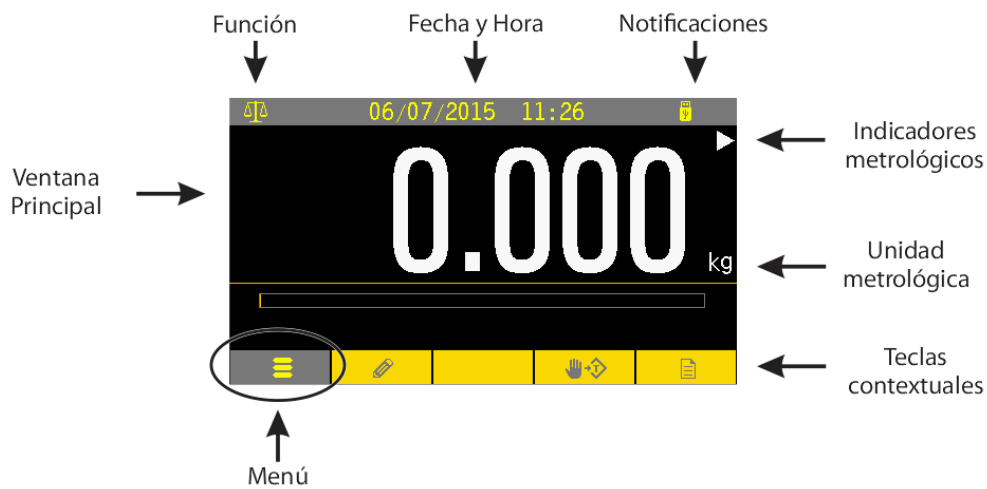 Función
Fecha y Hora
Notificaciones
06/07/2015 11:26
Indicadores
metrológicos
Ventana
Principal
0.000
kg
Unidad
metrológica
T
Teclas
contextuales
Menú